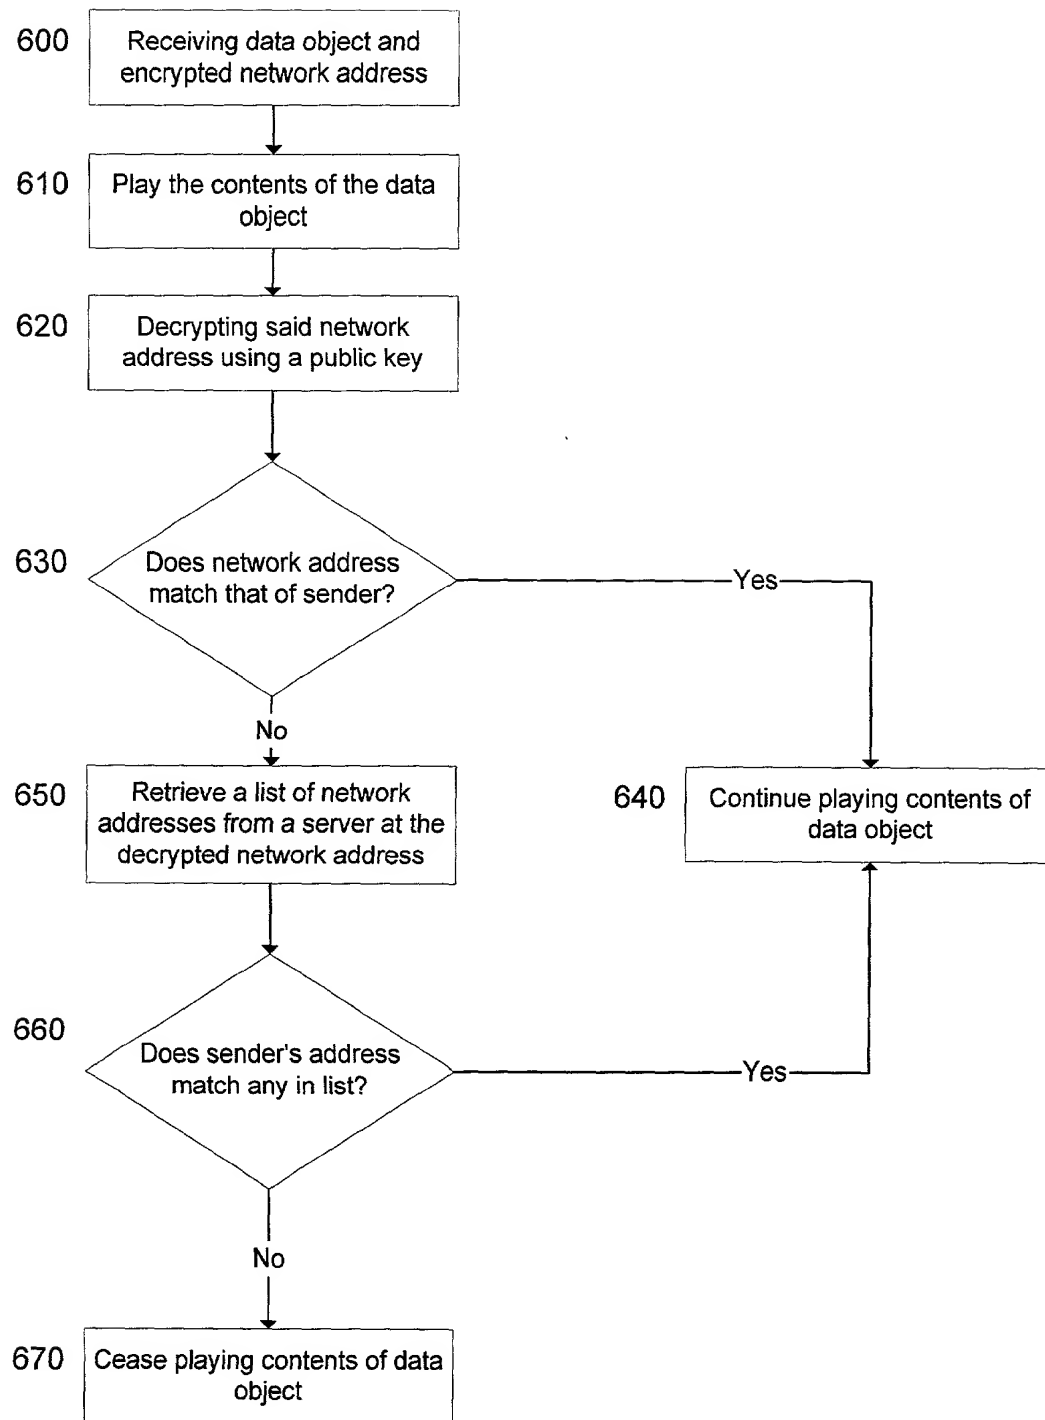 600
Receiving data object and
encrypted network address
610
Play the contents of the data
object
620
Decrypting said network
address using a public key
630
Does network address
match that of sender?
Yes
No
650
Retrieve a list of network
addresses from a server at the
decrypted network address
640
Continue playing contents of
data object
660
Does sender's address
match any in list?
Yes
No
670
Cease playing contents of data
object